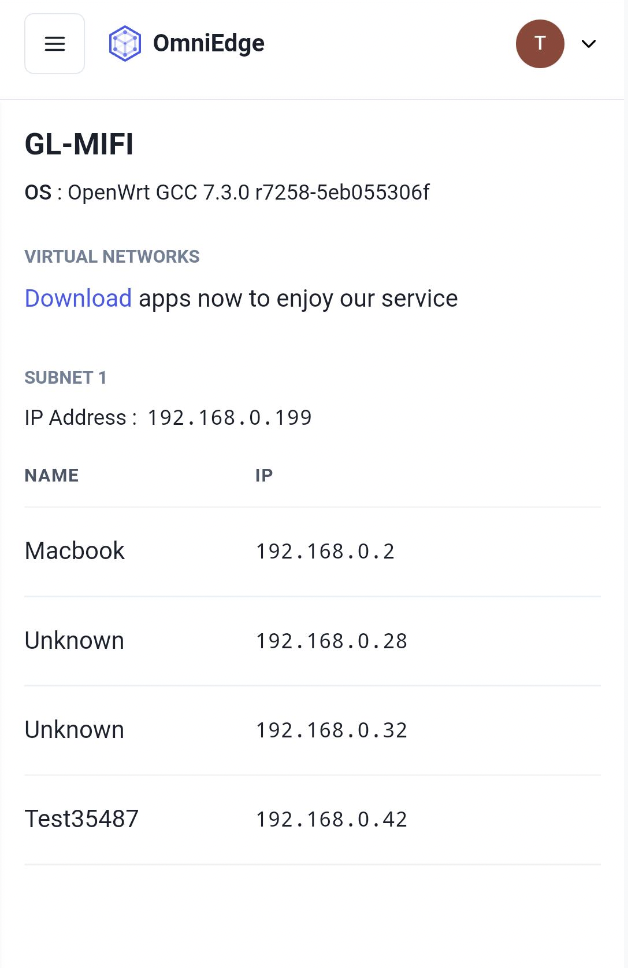 OmniEdge
T
GL-MIFI
OS : OpenWrt GCC 7.3.0 r7258-5eb055306f
VIRTUAL NETWORKS
Download apps now to enjoy our service
SUBNET 1
IP Address : 192.168.0.199
NAME IP
Macbook 192.168.0.2
Unknown 192.168.0.28
Unknown 192.168.0.32
Test35487 192.168.0.42